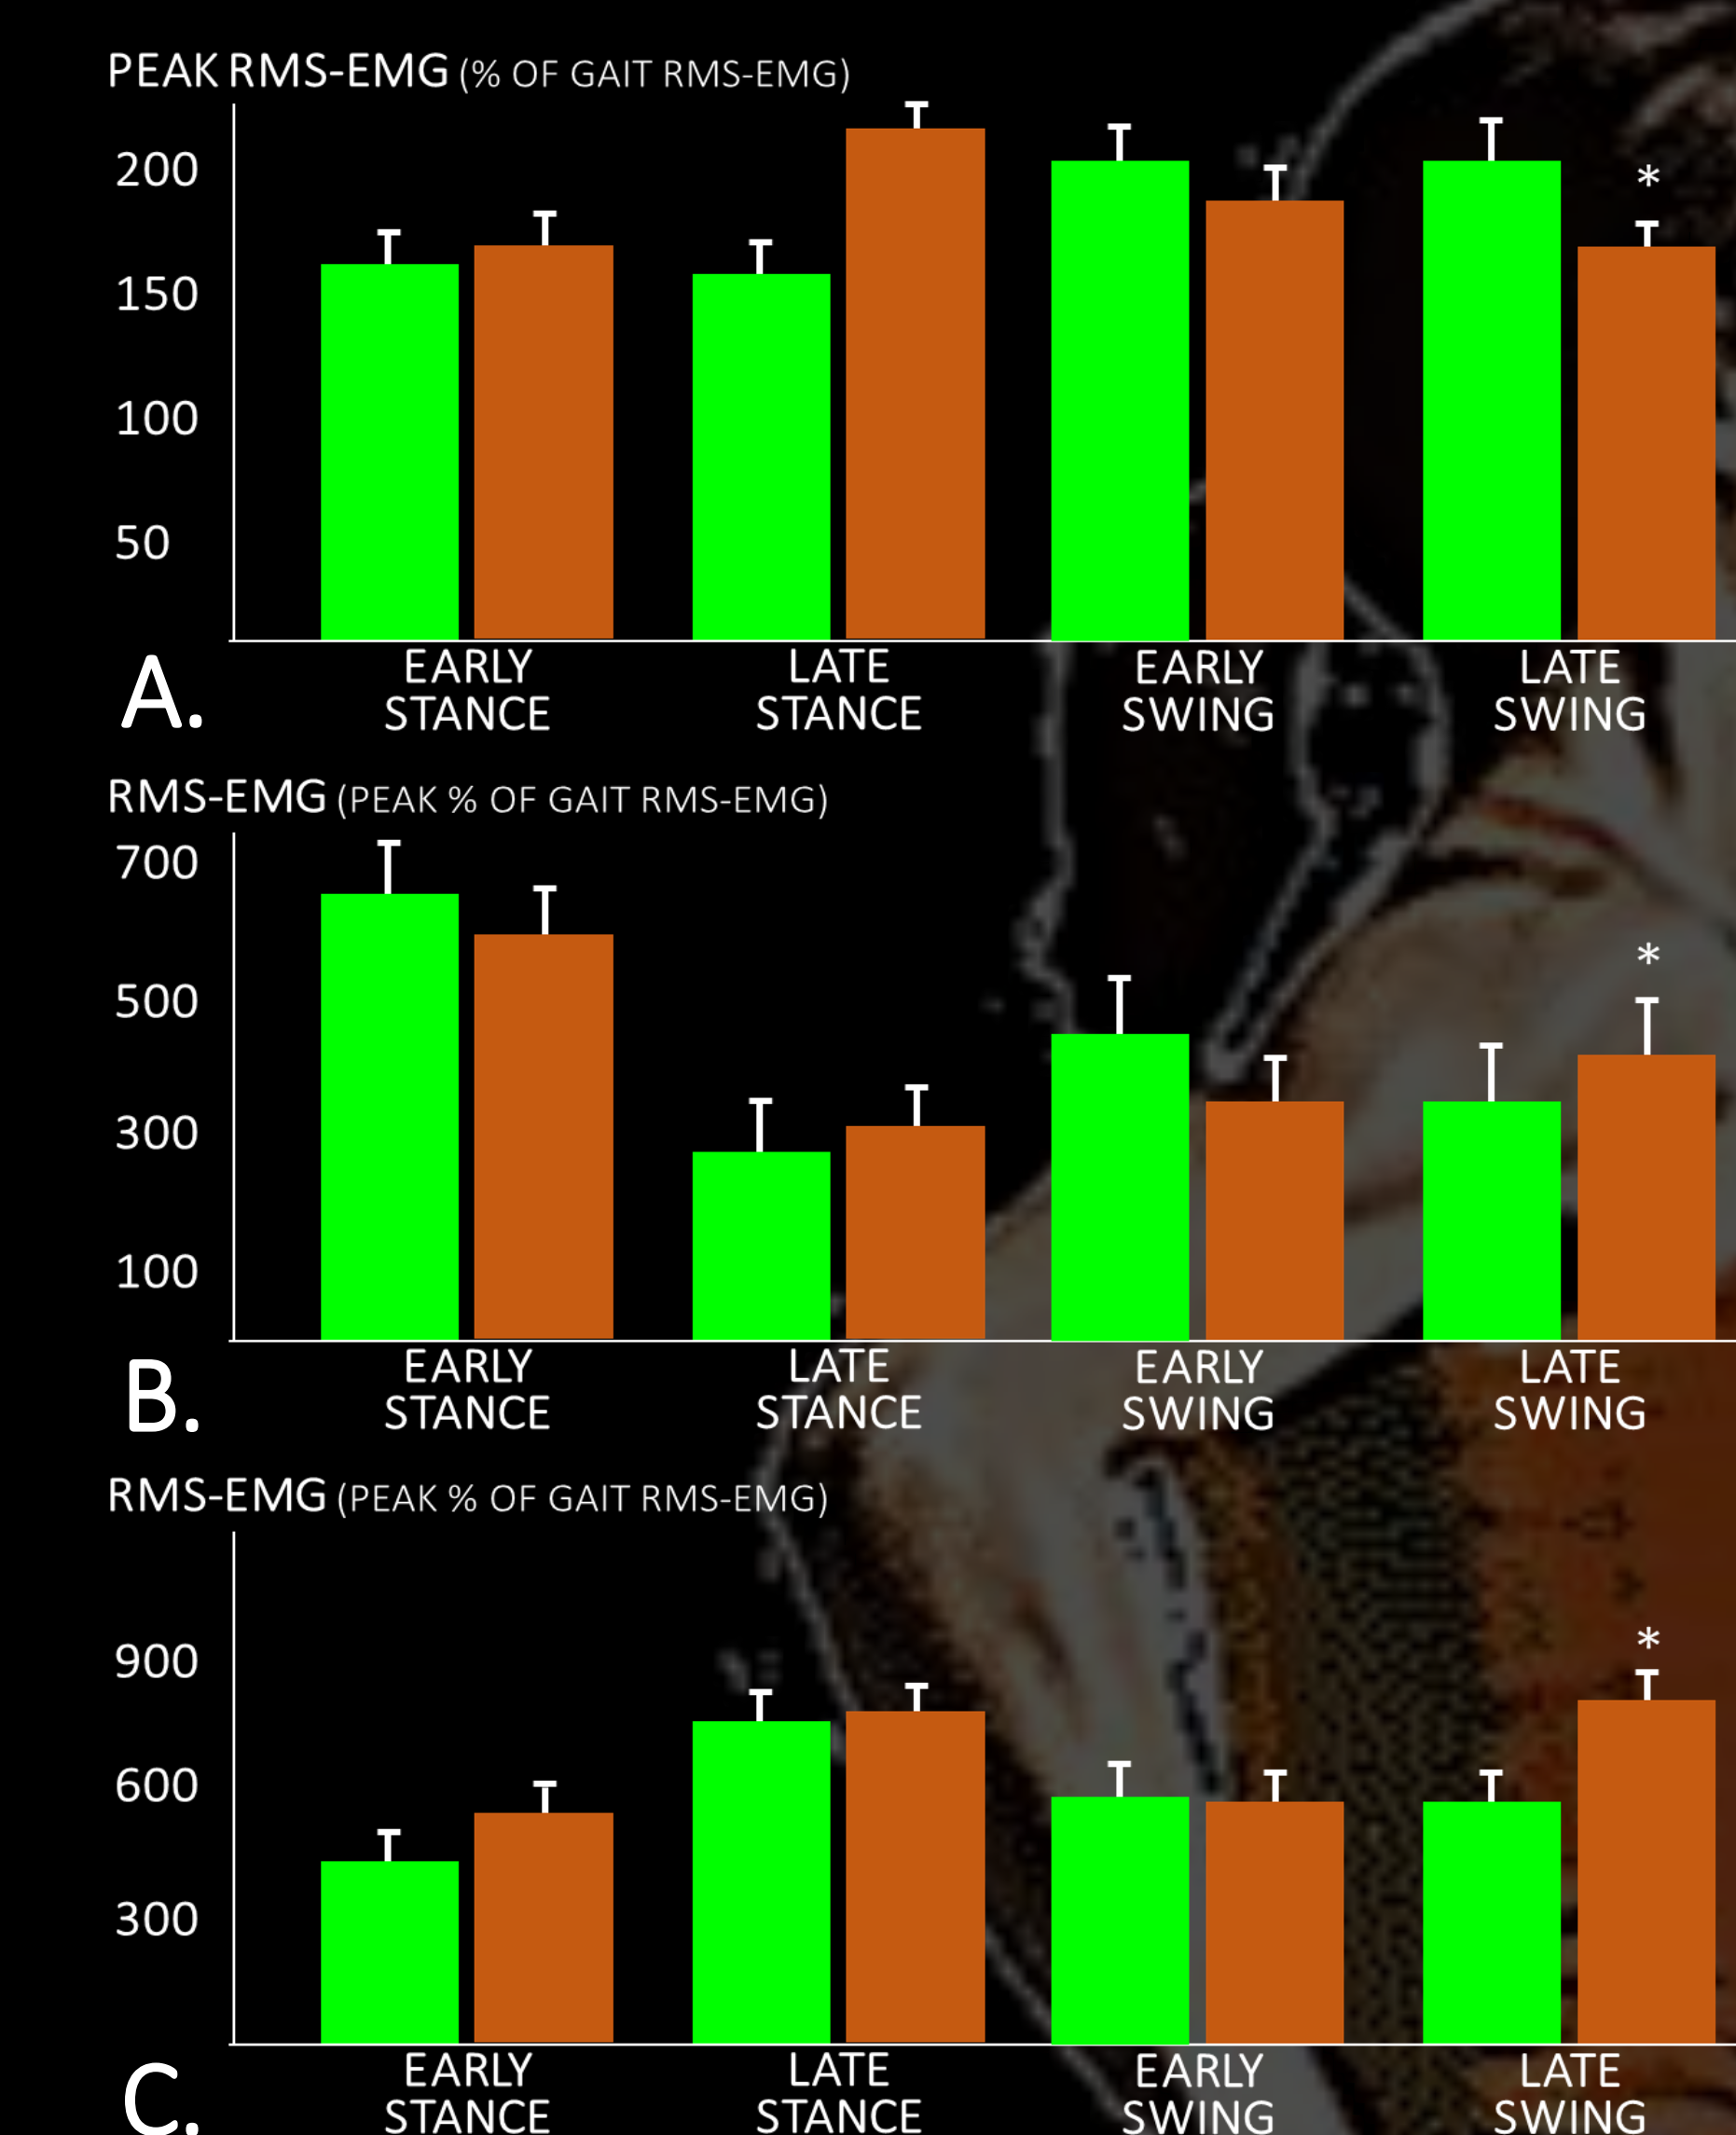 PEAK RMS-EMG (% OF GAIT RMS-EMG)
200
*
150
100
50
EARLY STANCE
LATE STANCE
EARLY SWING
LATE SWING
A.
RMS-EMG (PEAK % OF GAIT RMS-EMG)
700
*
500
300
100
EARLY STANCE
LATE STANCE
EARLY SWING
LATE SWING
B.
RMS-EMG (PEAK % OF GAIT RMS-EMG)
*
900
600
300
EARLY STANCE
LATE STANCE
EARLY SWING
LATE SWING
C.